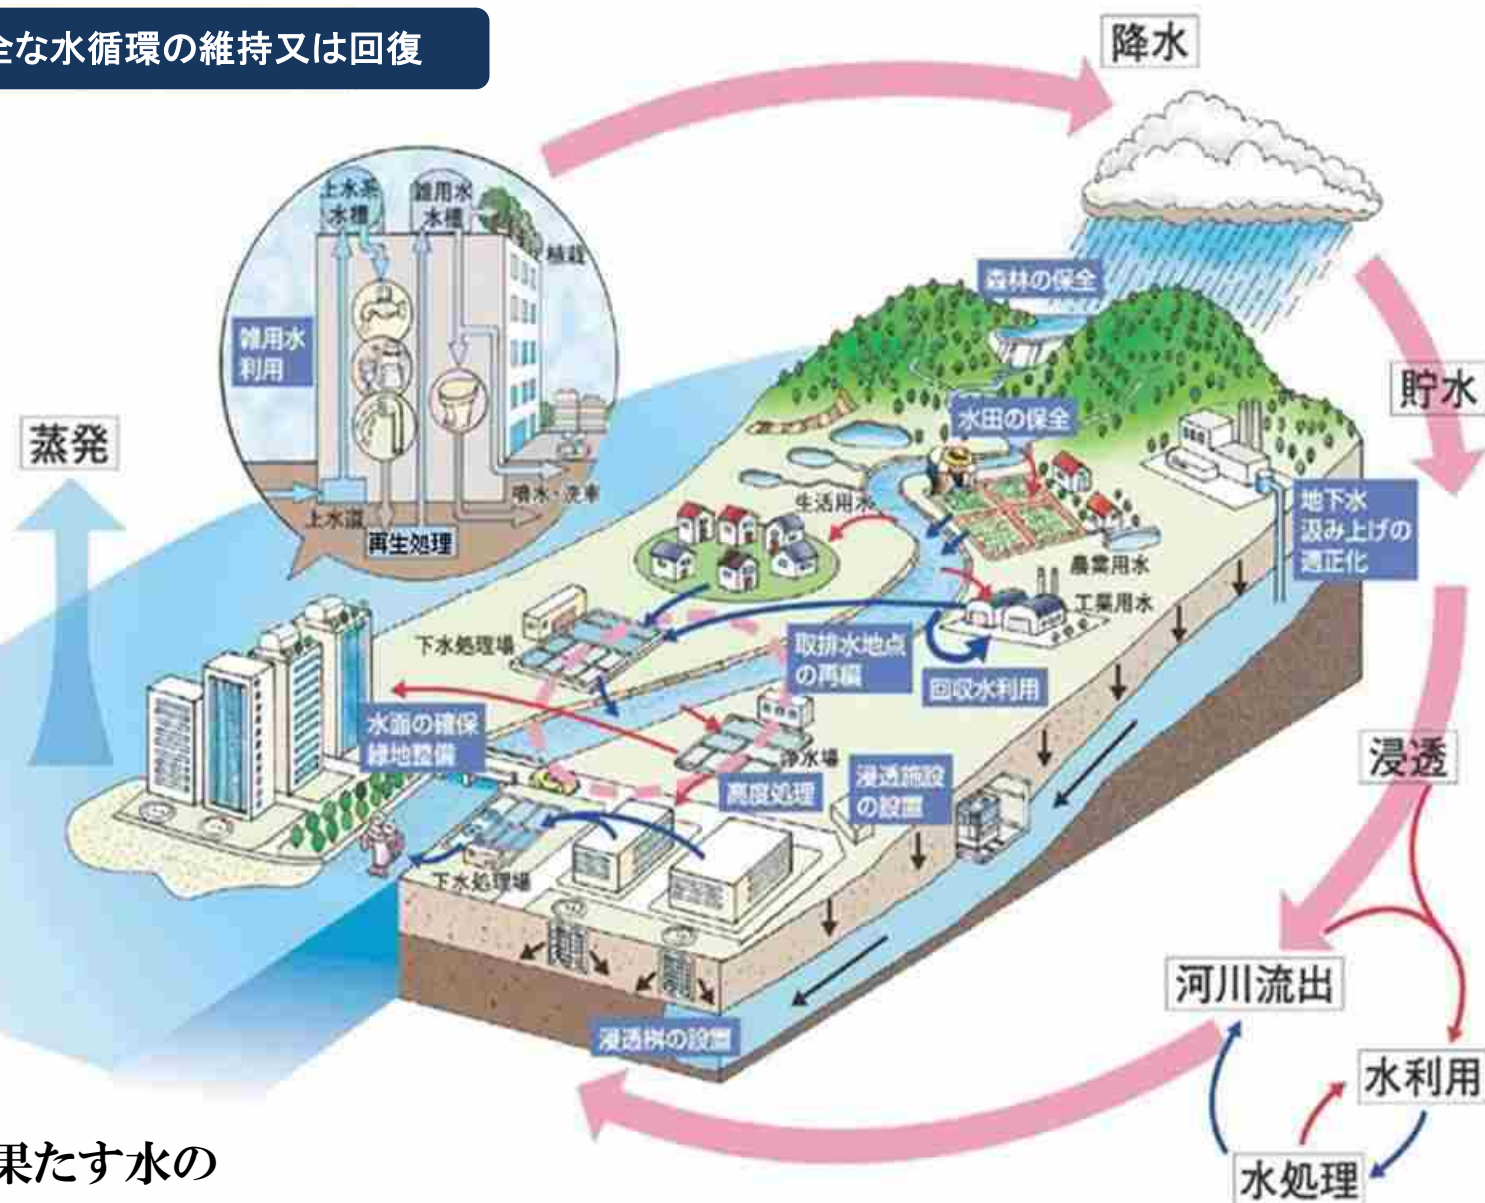 全な水循環の維持又は回復
降水
上水系
水槽
雑用水
水槽
植栽
雑用水
利用
森林の保全
貯水
水田の保全
蒸発
噴水・洗車
上水道
再生処理
生活用水
地下水
汲み上げの
適正化
農業用水
工業用水
下水処理場
取排水地点
の再編
回収水利用
水面の確保
緑地整備
浄水場
浸透
高度処理
浸透施設
の設置
下水処理場
河川流出
浸透桝の設置
水利用
果たす水の
水処理